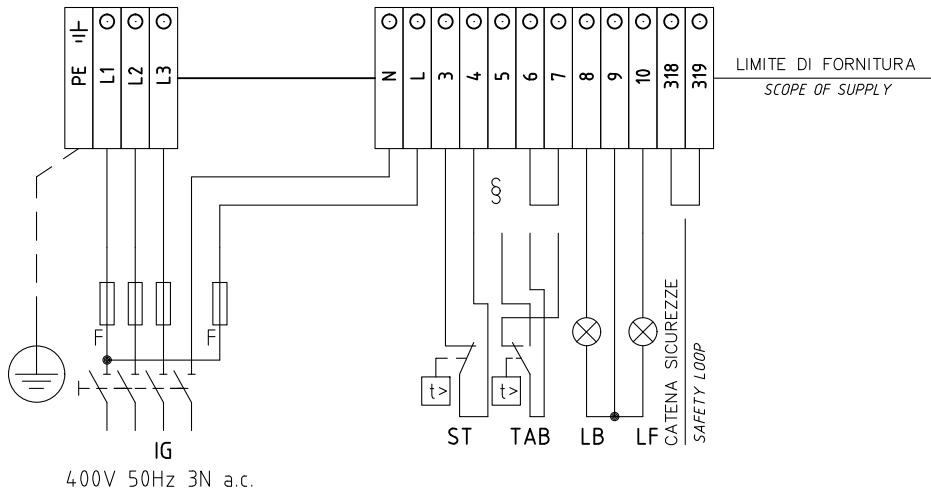 PE L1 L2 L3 N L 3 4 5 6 7 8 9 10 318 319
LIMITE DI FORNITURA
SCOPE OF SUPPLY
§
F F
t> t>
CATENA SICUREZZE
SAFETY LOOP
ST TAB LB LF
IG
400V 50Hz 3N a.c.